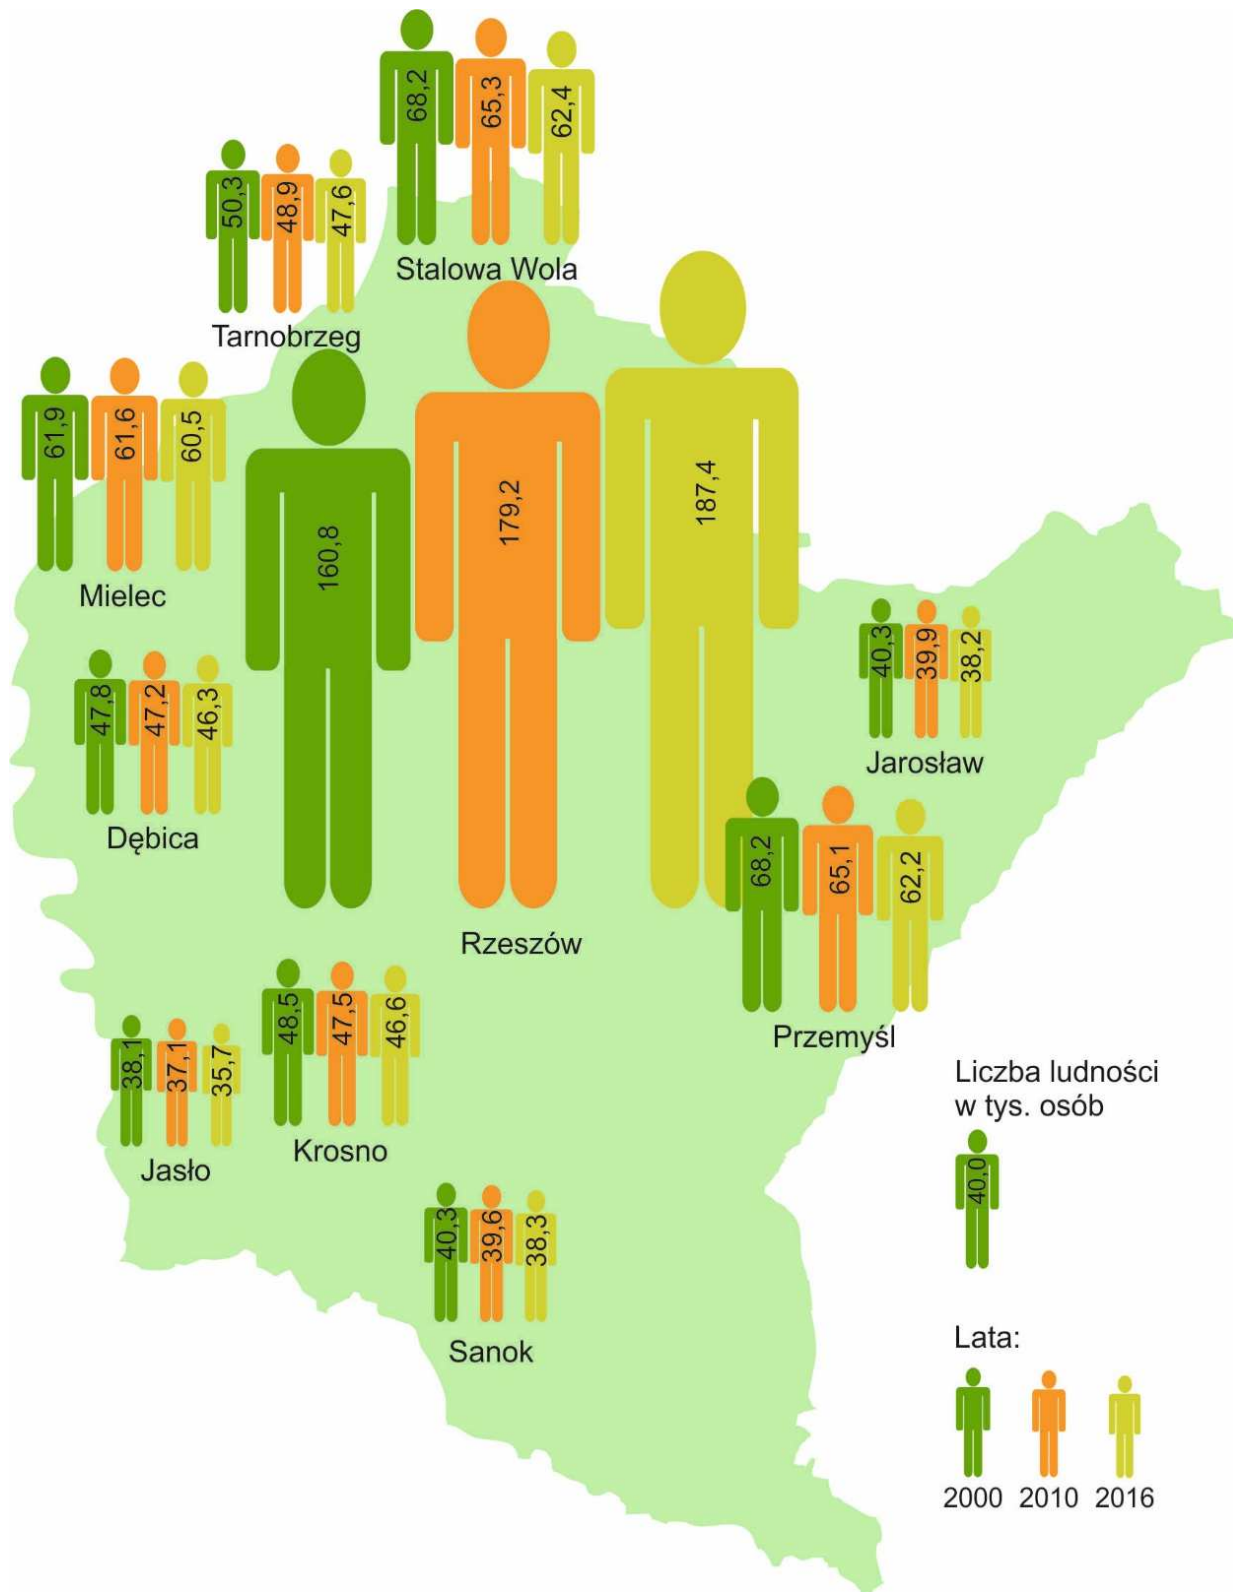 68,2
65,3
62,4
Stalowa Wola
50,3
48,9
47,6
Tarnobrzeg
61,9
61,6
60,5
Mielec
160,8
179,2
187,4
Rzeszów
40,3
39,9
38,2
Jarosław
47,8
47,2
46,3
Dębica
68,2
65,1
62,2
Przemyśl
48,5
47,5
46,6
Krosno
38,1
37,1
35,7
Jasło
40,3
39,6
38,3
Sanok
Liczba ludności
w tys. osób
40,0
Lata:
2000 2010 2016